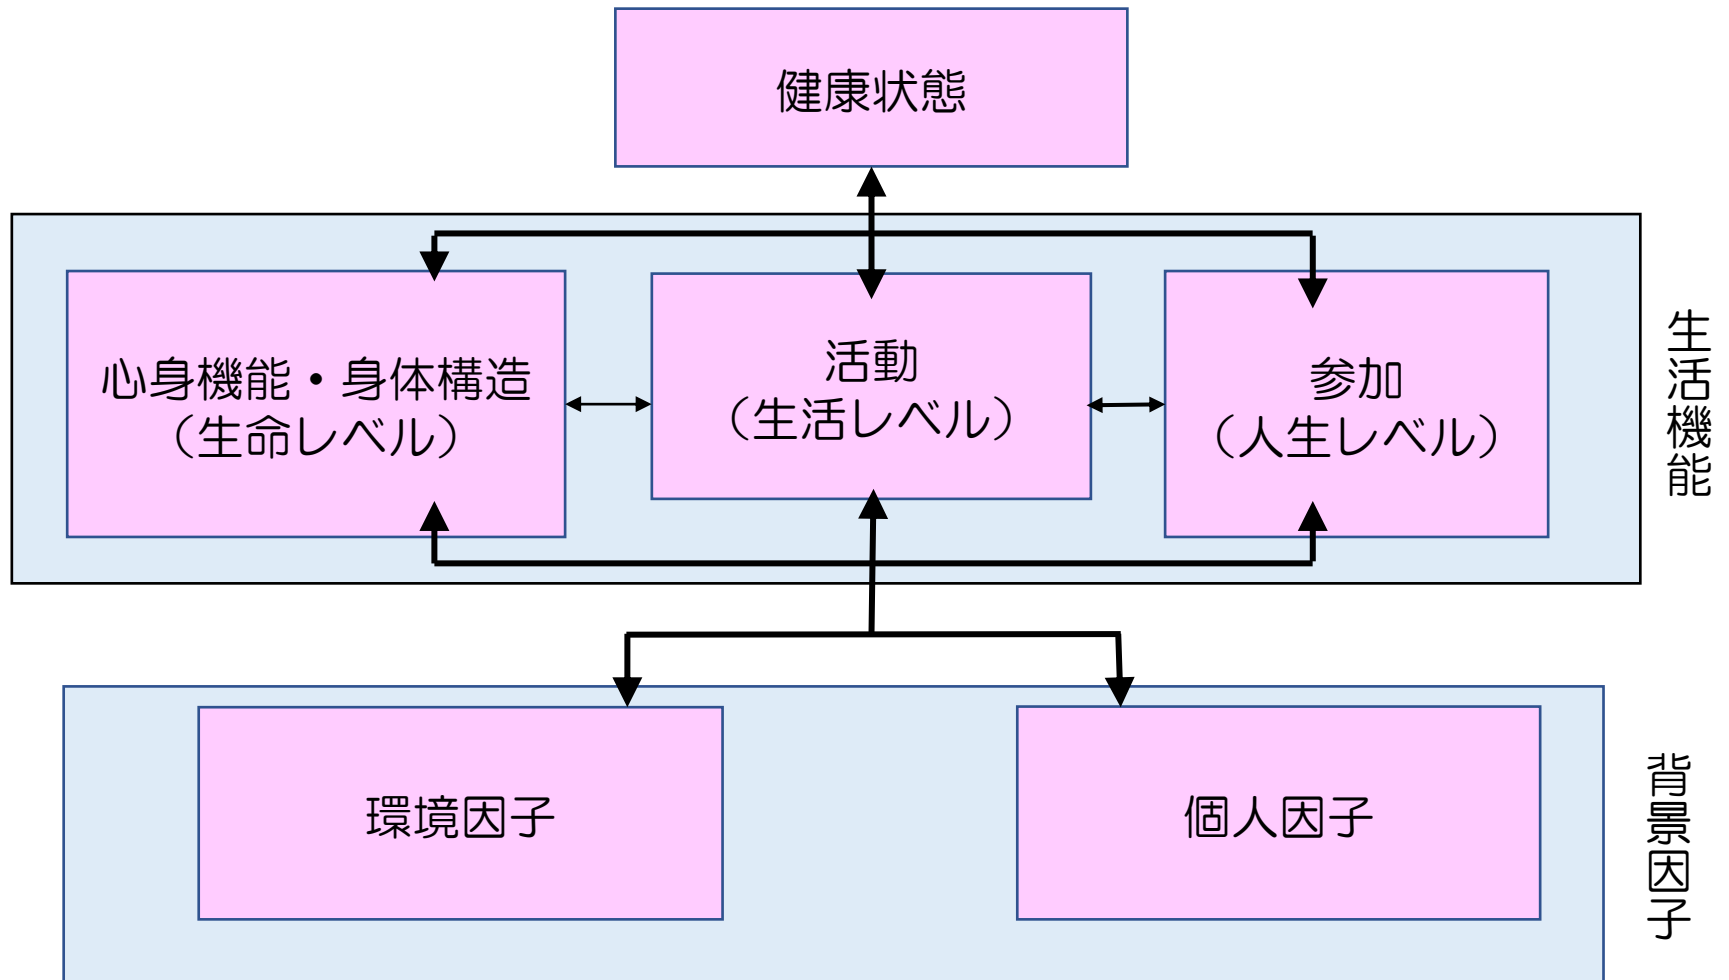 健康状態
心身機能・身体構造
（生命レベル）
活動
（生活レベル）
参加
（人生レベル）
生活機能
環境因子
個人因子
背景因子